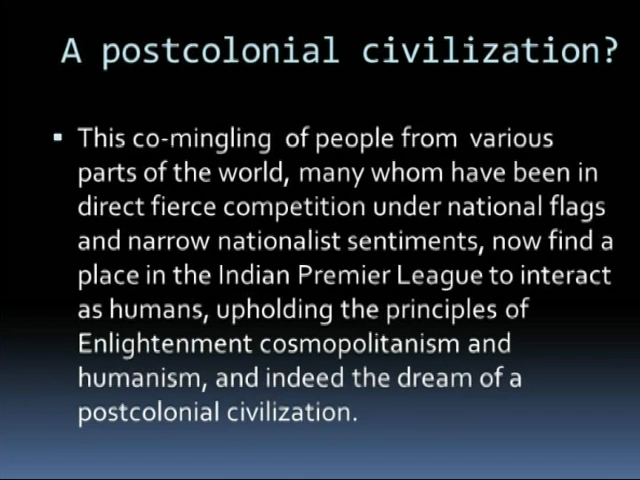 A postcolonial civilization?
This co-mingling of people from various
parts of the world, many whom have been in
direct fierce competition under national flags
and narrow nationalist sentiments, now find a
place in the Indian Premier League to interact
as humans, upholding the principles of
Enlightenment cosmopolitanism and
humanism, and indeed the dream of a
postcolonial civilization.